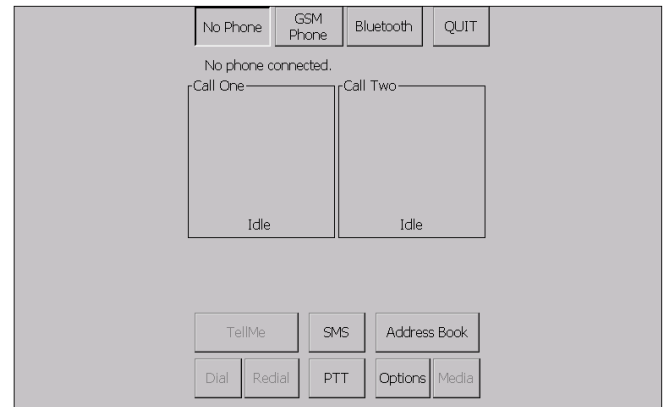 No Phone GSM Phone Bluetooth QUIT
No phone connected.
Call One Call Two
Idle Idle
TellMe SMS Address Book
Dial Redial PTT Options Media